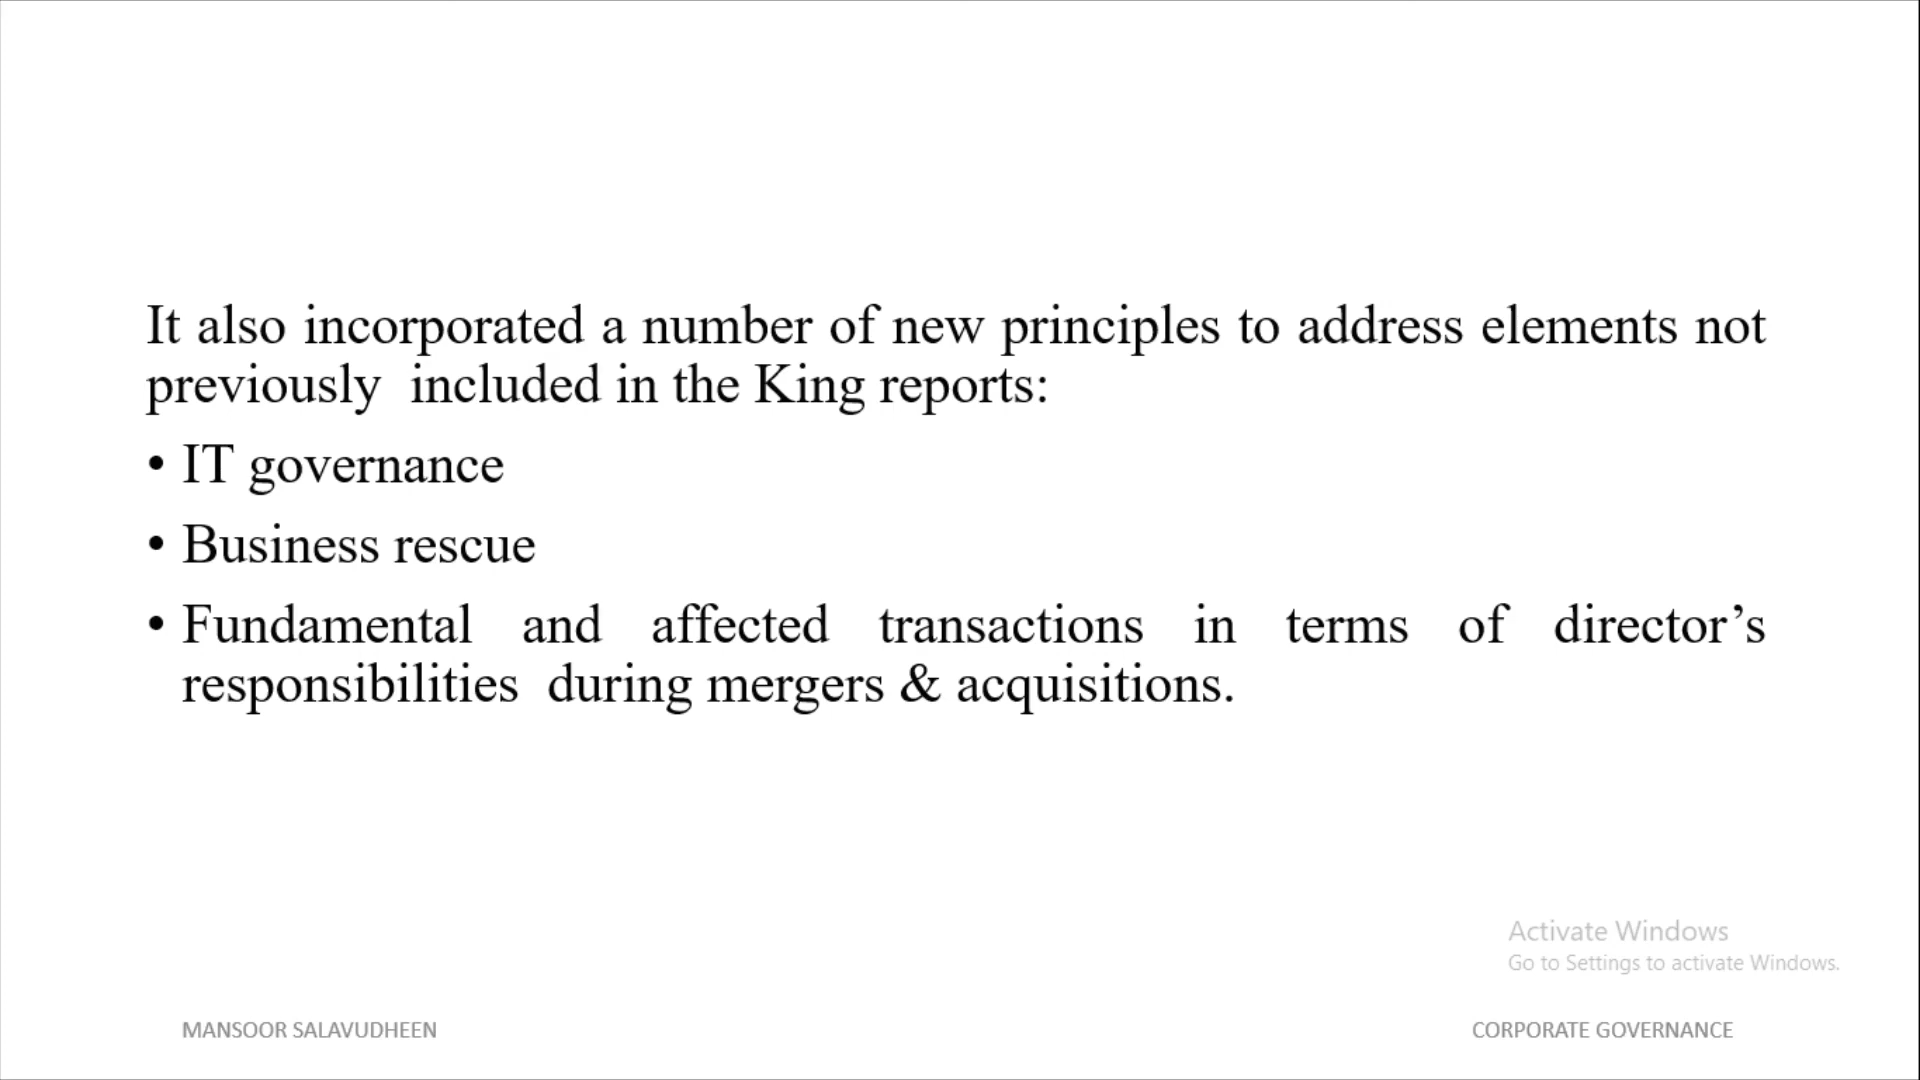 It also incorporated a number of new principles to address elements not
previously included in the King reports:
• IT governance
• Business rescue
• Fundamental and affected transactions in terms of director’s
responsibilities during mergers & acquisitions.
Activate Windows
Go to Settings to activate Windows.
MANSOOR SALAVUDHEEN
CORPORATE GOVERNANCE